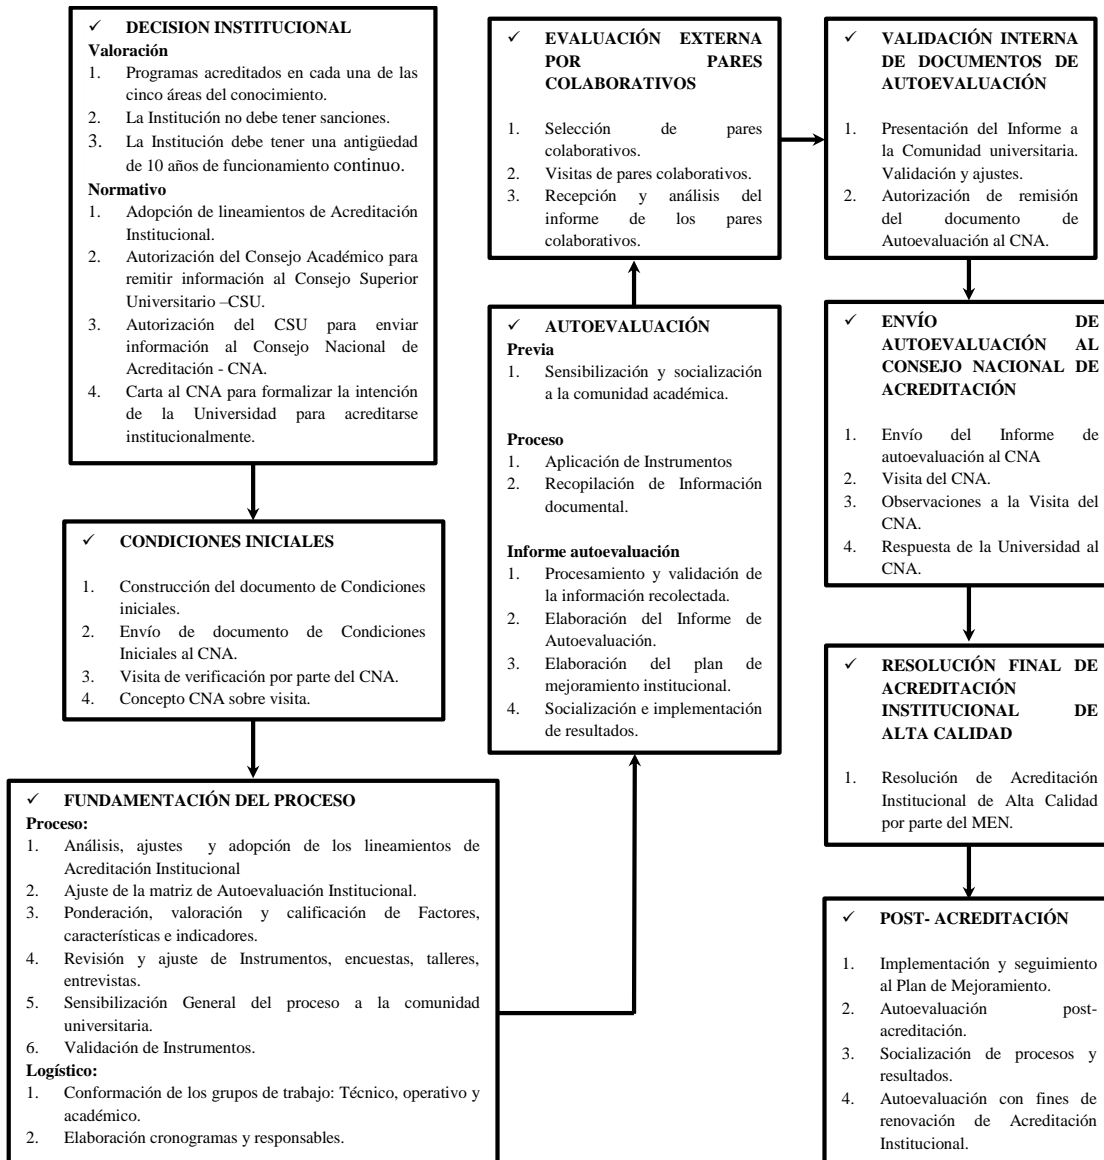 ✓ DECISION INSTITUCIONAL
Valoración
1. Programas acreditados en cada una de las
cinco áreas del conocimiento.
2. La Institución no debe tener sanciones.
3. La Institución debe tener una antigüedad
de 10 años de funcionamiento continuo.
Normativo
1. Adopción de lineamientos de Acreditación
Institucional.
2. Autorización del Consejo Académico para
remitir información al Consejo Superior
Universitario –CSU.
3. Autorización del CSU para enviar
información al Consejo Nacional de
Acreditación - CNA.
4. Carta al CNA para formalizar la intención
de la Universidad para acreditarse
institucionalmente.
✓ CONDICIONES INICIALES
1. Construcción del documento de Condiciones
iniciales.
2. Envío de documento de Condiciones
Iniciales al CNA.
3. Visita de verificación por parte del CNA.
4. Concepto CNA sobre visita.
✓ FUNDAMENTACIÓN DEL PROCESO
Proceso:
1. Análisis, ajustes y adopción de los lineamientos de
Acreditación Institucional
2. Ajuste de la matriz de Autoevaluación Institucional.
3. Ponderación, valoración y calificación de Factores,
características e indicadores.
4. Revisión y ajuste de Instrumentos, encuestas, talleres,
entrevistas.
5. Sensibilización General del proceso a la comunidad
universitaria.
6. Validación de Instrumentos.
Logístico:
1. Conformación de los grupos de trabajo: Técnico, operativo y
académico.
2. Elaboración cronogramas y responsables.
✓ AUTOEVALUACIÓN
Previa
1. Sensibilización y socialización
a la comunidad académica.
Proceso
1. Aplicación de Instrumentos
2. Recopilación de Información
documental.
Informe autoevaluación
1. Procesamiento y validación de
la información recolectada.
2. Elaboración del Informe de
Autoevaluación.
3. Elaboración del plan de
mejoramiento institucional.
4. Socialización e implementación
de resultados.
✓ EVALUACIÓN EXTERNA
POR PARES
COLABORATIVOS
1. Selección de pares
colaborativos.
2. Visitas de pares colaborativos.
3. Recepción y análisis del
informe de los pares
colaborativos.
✓ VALIDACIÓN INTERNA
DE DOCUMENTOS DE
AUTOEVALUACIÓN
1. Presentación del Informe a
la Comunidad universitaria.
Validación y ajustes.
2. Autorización de remisión
del documento de
Autoevaluación al CNA.
✓ ENVÍO DE
AUTOEVALUACIÓN AL
CONSEJO NACIONAL DE
ACREDITACIÓN
1. Envío del Informe de
autoevaluación al CNA
2. Visita del CNA.
3. Observaciones a la Visita del
CNA.
4. Respuesta de la Universidad al
CNA.
✓ RESOLUCIÓN FINAL DE
ACREDITACIÓN
INSTITUCIONAL DE
ALTA CALIDAD
1. Resolución de Acreditación
Institucional de Alta Calidad
por parte del MEN.
✓ POST- ACREDITACIÓN
1. Implementación y seguimiento
al Plan de Mejoramiento.
2. Autoevaluación post-
acreditación.
3. Socialización de procesos y
resultados.
4. Autoevaluación con fines de
renovación de Acreditación
Institucional.